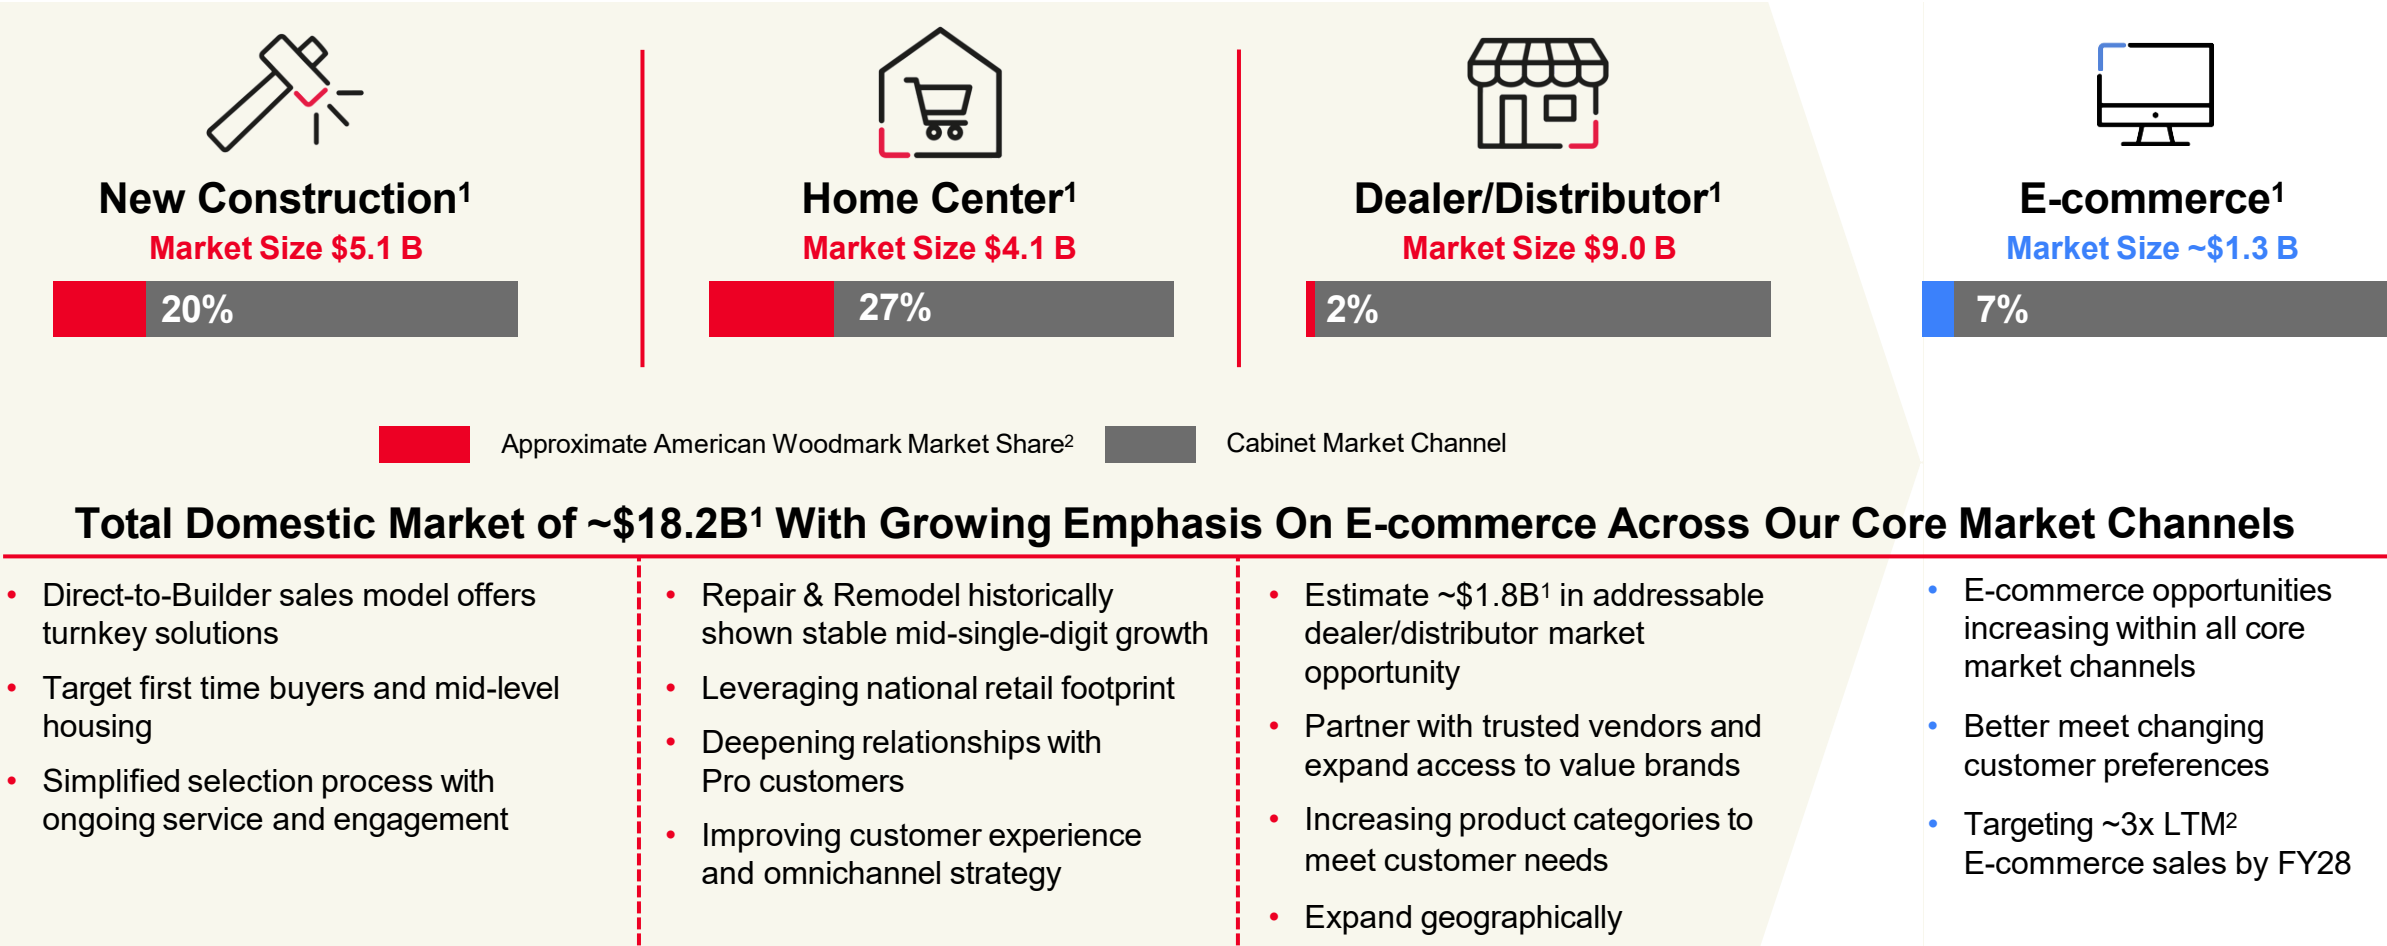 New Construction¹
Market Size $5.1 B
20%
Home Center¹
Market Size $4.1 B
27%
Dealer/Distributor¹
Market Size $9.0 B
2%
E-commerce¹
Market Size ~$1.3 B
7%
Approximate American Woodmark Market Share²
Cabinet Market Channel
Total Domestic Market of ~$18.2B¹ With Growing Emphasis On E-commerce Across Our Core Market Channels
• Direct-to-Builder sales model offers
turnkey solutions
• Target first time buyers and mid-level
housing
• Simplified selection process with
ongoing service and engagement
• Repair & Remodel historically
shown stable mid-single-digit growth
• Leveraging national retail footprint
• Deepening relationships with
Pro customers
• Improving customer experience
and omnichannel strategy
• Estimate ~$1.8B¹ in addressable
dealer/distributor market
opportunity
• Partner with trusted vendors and
expand access to value brands
• Increasing product categories to
meet customer needs
• Expand geographically
• E-commerce opportunities
increasing within all core
market channels
• Better meet changing
customer preferences
• Targeting ~3x LTM²
E-commerce sales by FY28